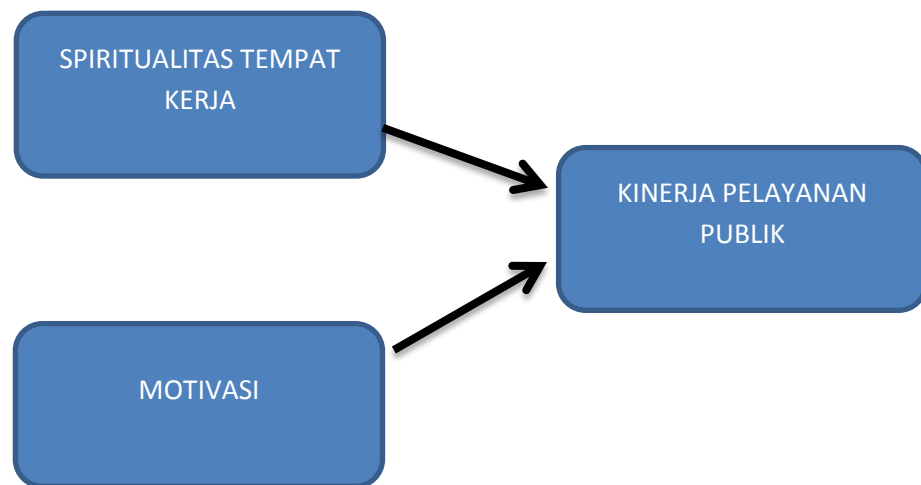 SPIRITUALITAS TEMPAT
KERJA
KINERJA PELAYANAN
PUBLIK
MOTIVASI